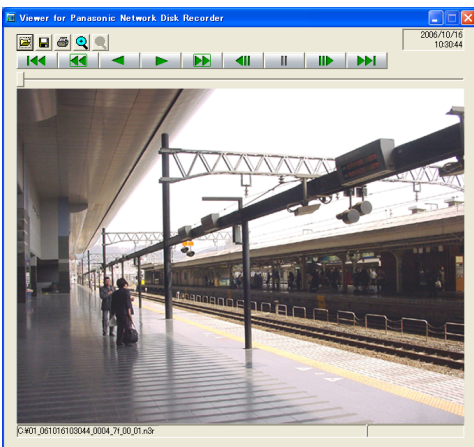 Viewer for Panasonic Network Disk Recorder
2006/10/16
10:30:44
C:¥01_061016103044_0004_7f_00_01.n3r